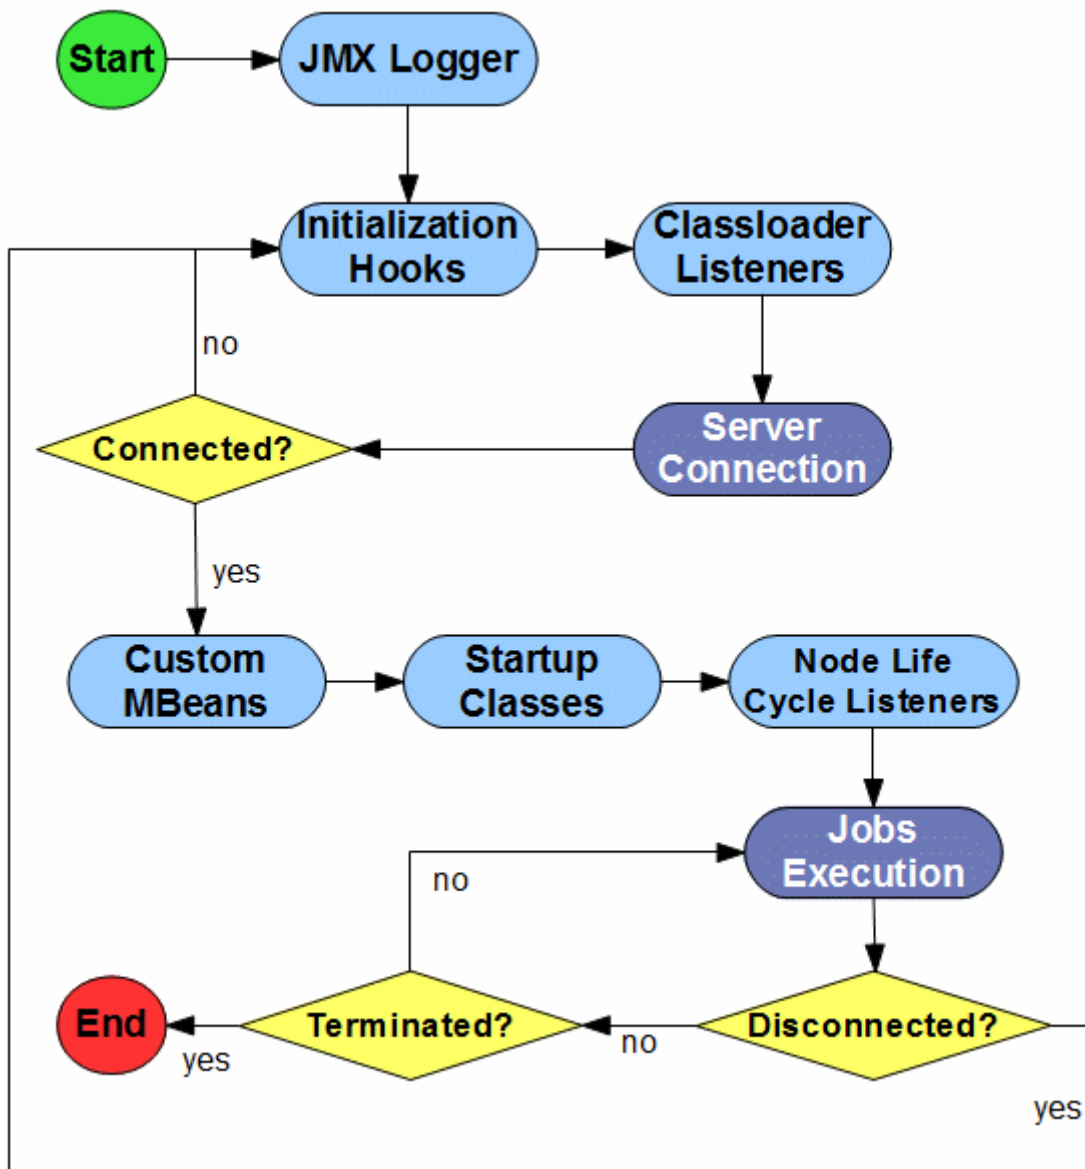 Start
JMX Logger
Initialization
Hooks
Classloader
Listeners
no
Connected?
Server
Connection
yes
Custom
MBeans
Startup
Classes
Node Life
Cycle Listeners
Jobs
Execution
no
End
Terminated?
Disconnected?
yes
no
yes